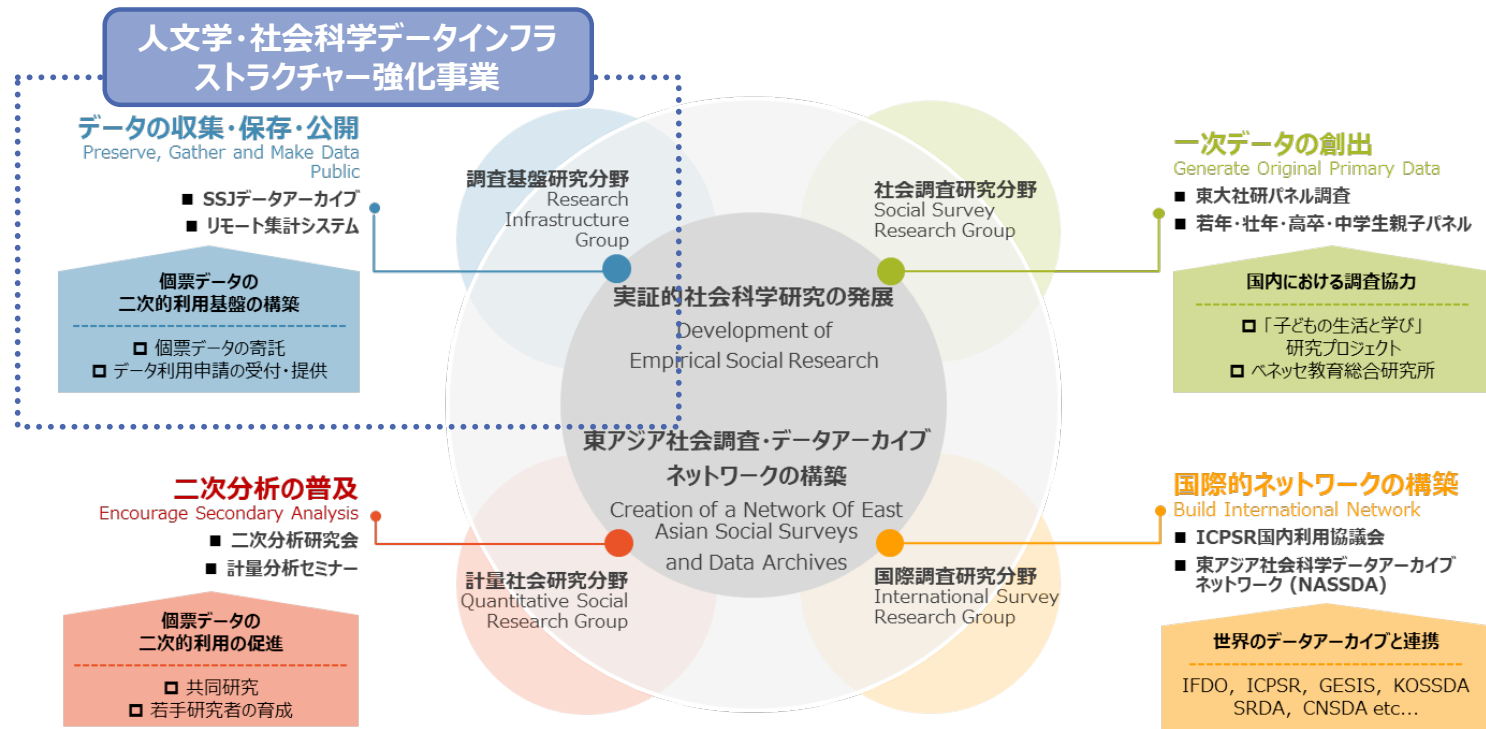 人文学・社会科学データインフラ
ストラクチャー強化事業
データの収集・保存・公開
Preserve, Gather and Make Data
Public
■ SSJデータアーカイブ
■ リモート集計システム
個票データの
二次的利用基盤の構築
個票データの寄託
データ利用申請の受付・提供
調査基盤研究分野
Research
Infrastructure
Group
社会調査研究分野
Social Survey
Research Group
一次データの創出
Generate Original Primary Data
■ 東大社研パネル調査
■ 若年・壮年・高卒・中学生親子パネル
国内における調査協力
「子どもの生活と学び」
研究プロジェクト
ベネッセ教育総合研究所
実証的社会科学研究の発展
Development of
Empirical Social Research
東アジア社会調査・データアーカイブ
ネットワークの構築
Creation of a Network Of East
Asian Social Surveys
and Data Archives
二次分析の普及
Encourage Secondary Analysis
■ 二次分析研究会
■ 計量分析セミナー
個票データの
二次的利用の促進
共同研究
若手研究者の育成
計量社会研究分野
Quantitative Social
Research Group
国際調査研究分野
International Survey
Research Group
国際的ネットワークの構築
Build International Network
■ ICPSR国内利用協議会
■ 東アジア社会科学データアーカイブ
ネットワーク (NASSDA)
世界のデータアーカイブと連携
IFDO, ICPSR, GESIS, KOSSDA
SRDA, CNSDA etc...